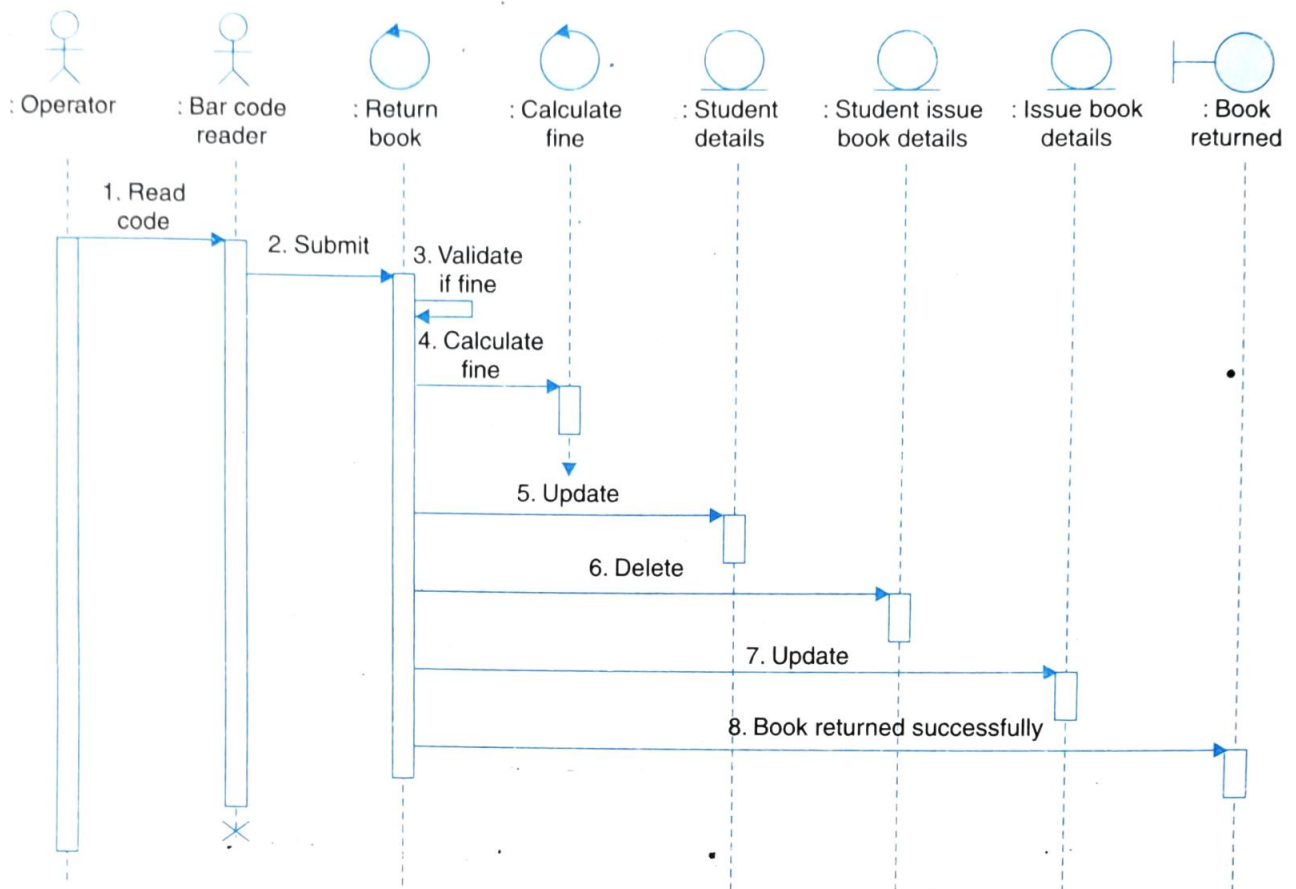 : Operator
: Bar code
reader
: Return
book
: Calculate
fine
: Student
details
: Student issue
book details
: Issue book
details
: Book
returned
1. Read
code
2. Submit
3. Validate
if fine
4. Calculate
fine
5. Update
6. Delete
7. Update
8. Book returned successfully